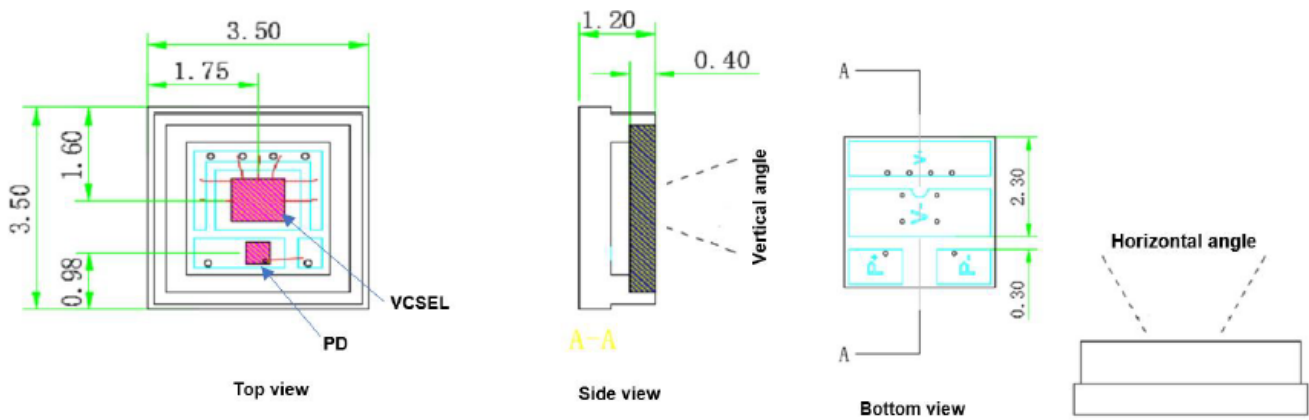 3.50
1.75
1.60
3.50
0.98
VCSEL
PD
Top view
1.20
0.40
Vertical angle
A-A
Side view
A
V-
V-
2.30
P+
P-
0.30
A
Bottom view
Horizontal angle